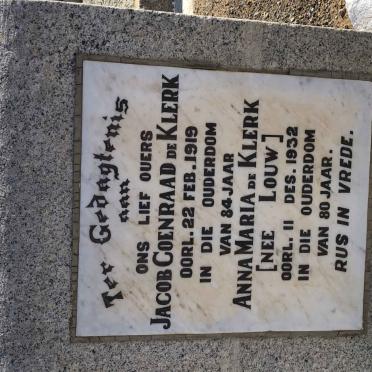 Ter Gedagtenis
aan
ONS LIEF OUERS
JACOB COENRAAD DE KLERK
OORL. 22 FEB. 1919
IN DIE OUDERDOM
VAN 84 JAAR
ANNA MARIA DE KLERK
[NEE LOUW]
OORL. 11 DES. 1932
IN DIE OUDERDOM
VAN 80 JAAR.
RUS IN VREDE.